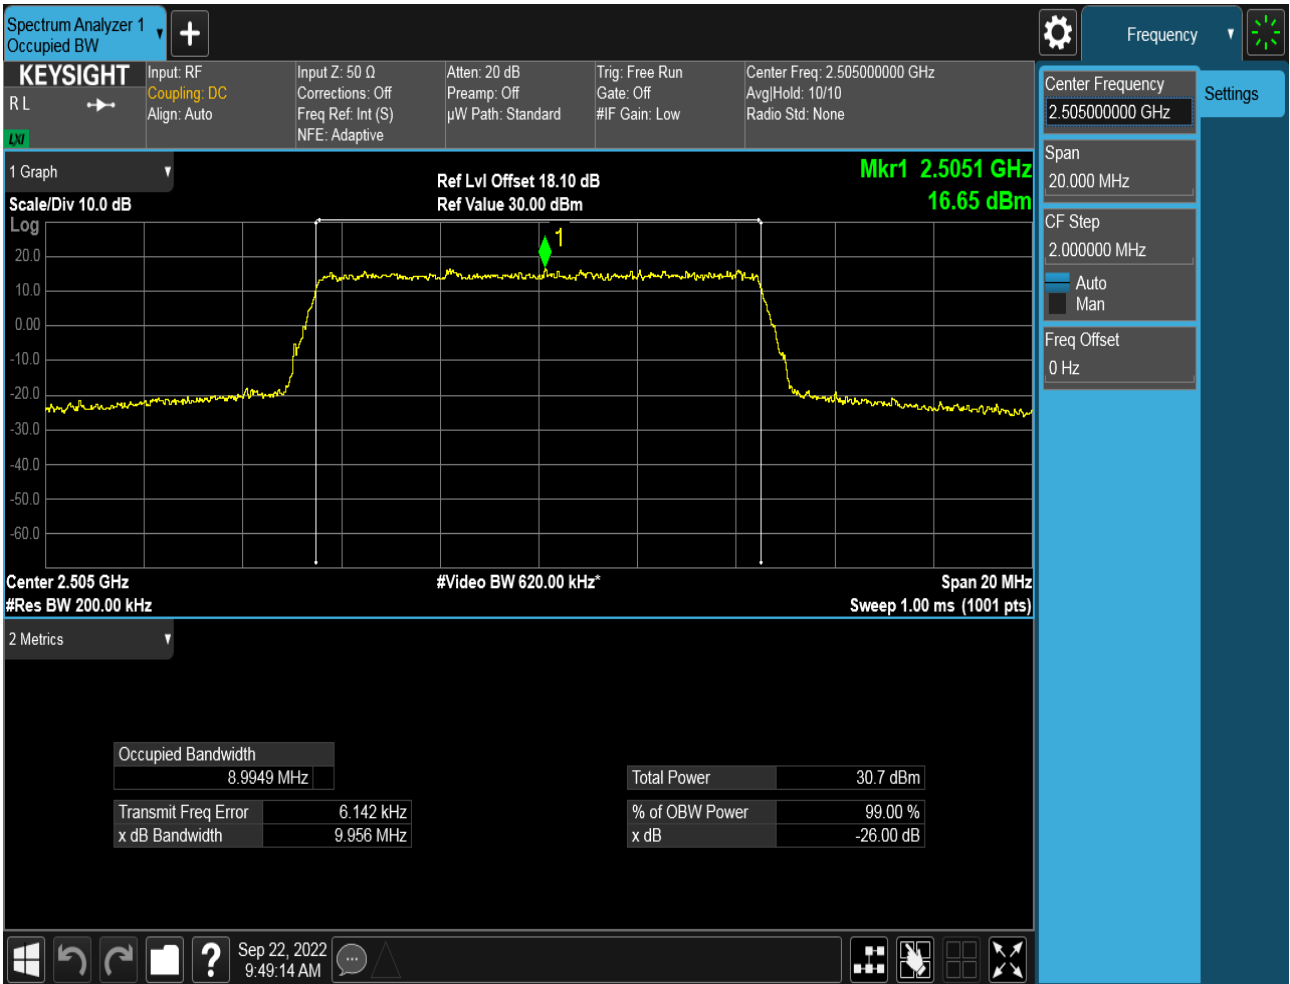 Spectrum Analyzer 1
Occupied BW
Frequency
KEYSIGHT
R L
LXI
Input: RF
Coupling: DC
Align: Auto
Input Z: 50 Ω
Corrections: Off
Freq Ref: Int (S)
NFE: Adaptive
Atten: 20 dB
Preamp: Off
µW Path: Standard
Trig: Free Run
Gate: Off
#IF Gain: Low
Center Freq: 2.505000000 GHz
Avg|Hold: 10/10
Radio Std: None
Center Frequency
2.505000000 GHz
Settings
Span
20.000 MHz
CF Step
2.000000 MHz
Auto
Man
Freq Offset
0 Hz
1 Graph
Scale/Div 10.0 dB
Log
Ref Lvl Offset 18.10 dB
Ref Value 30.00 dBm
Mkr1 2.5051 GHz
16.65 dBm
1
20.0
10.0
0.00
-10.0
-20.0
-30.0
-40.0
-50.0
-60.0
Center 2.505 GHz
#Res BW 200.00 kHz
#Video BW 620.00 kHz*
Span 20 MHz
Sweep 1.00 ms (1001 pts)
2 Metrics
Occupied Bandwidth
8.9949 MHz
Transmit Freq Error 6.142 kHz
x dB Bandwidth 9.956 MHz
Total Power 30.7 dBm
% of OBW Power 99.00 %
x dB -26.00 dB
?
Sep 22, 2022
9:49:14 AM